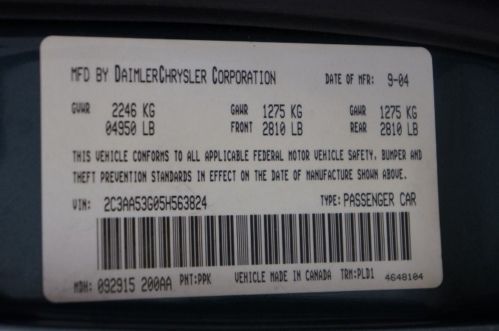 MFD BY DAIMLERCHRYSLER CORPORATION DATE OF MFR: 9-04
GVWR 2246 KG GAWR 1275 KG GAWR 1275 KG
04950 LB FRONT 2810 LB REAR 2810 LB
THIS VEHICLE CONFORMS TO ALL APPLICABLE FEDERAL MOTOR VEHICLE SAFETY, BUMPER AND
THEFT PREVENTION STANDARDS IN EFFECT ON THE DATE OF MANUFACTURE SHOWN ABOVE.
VIN: 2C3AA53G05H563824 TYPE: PASSENGER CAR
MDH: 092915 200AA PNT: PPK VEHICLE MADE IN CANADA TRM: PLD1 4648104